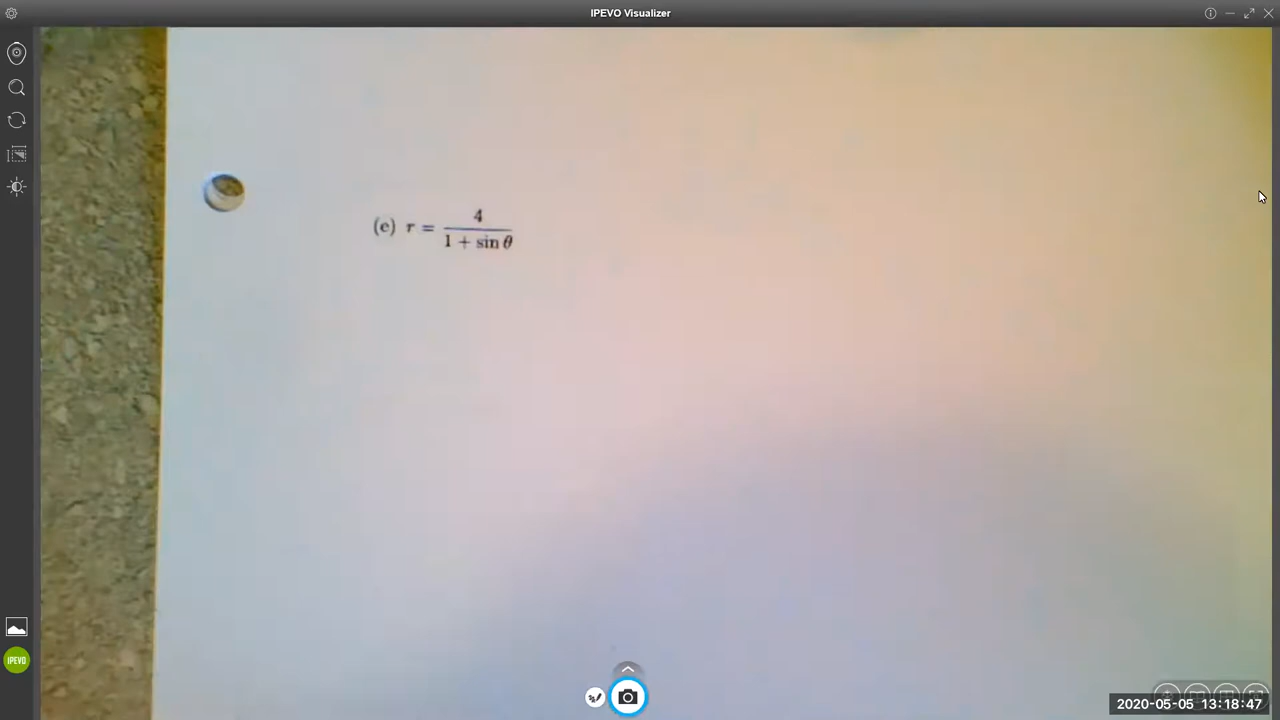 IPEVO Visualizer
(e) r = 4 / (1 + sin θ)
IPEVO
2020-05-05 13:18:47